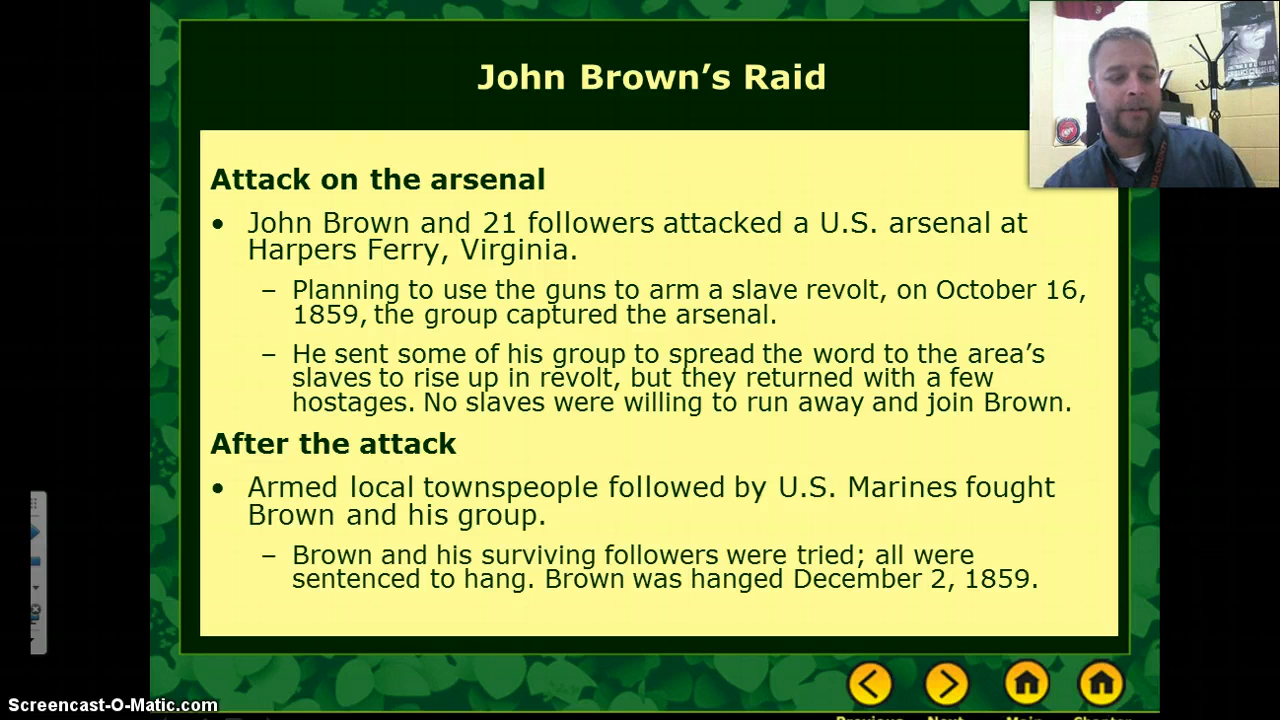 John Brown’s Raid
Attack on the arsenal
• John Brown and 21 followers attacked a U.S. arsenal at
Harpers Ferry, Virginia.
– Planning to use the guns to arm a slave revolt, on October 16,
1859, the group captured the arsenal.
– He sent some of his group to spread the word to the area’s
slaves to rise up in revolt, but they returned with a few
hostages. No slaves were willing to run away and join Brown.
After the attack
• Armed local townspeople followed by U.S. Marines fought
Brown and his group.
– Brown and his surviving followers were tried; all were
sentenced to hang. Brown was hanged December 2, 1859.
Previous Next Main Chapter
Screencast-O-Matic.com